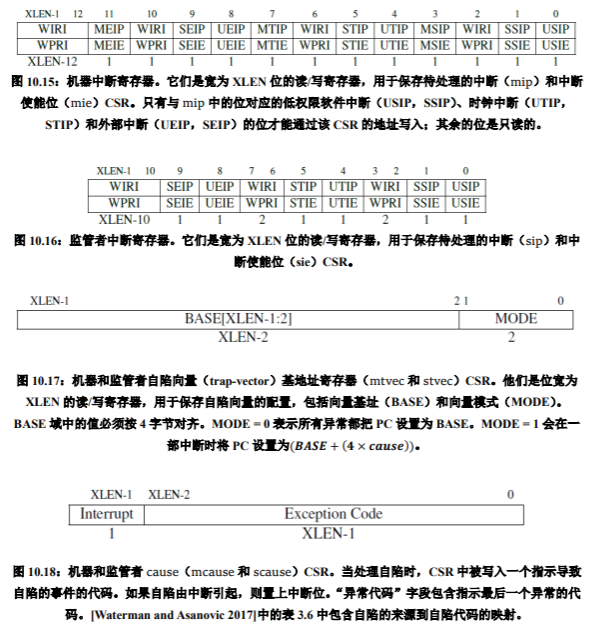 XLEN-1 12 11 10 9 8 7 6 5 4 3 2 1 0
WIRI MEIP WIRI SEIP UEIP MTIP WIRI STIP UTIP MSIP WIRI SSIP USIP
WPRI MEIE WPRI SEIE UEIE MTIE WPRI STIE UTIE MSIE WPRI SSIE USIE
XLEN-12 1 1 1 1 1 1 1 1 1 1 1 1
图 10.15：机器中断寄存器。它们是宽为 XLEN 位的读/写寄存器，用于保存待处理的中断（mip）和中断
使能位（mie）CSR。只有与 mip 中的位对应的低权限软件中断（USIP，SSIP）、时钟中断（UTIP，
STIP）和外部中断（UEIP，SEIP）的位才能通过该 CSR 的地址写入；其余的位是只读的。
XLEN-1 10 9 8 7 6 5 4 3 2 1 0
WIRI SEIP UEIP WIRI STIP UTIP WIRI SSIP USIP
WPRI SEIE UEIE WPRI STIE UTIE WPRI SSIE USIE
XLEN-10 1 1 2 1 1 2 1 1
图 10.16：监管者中断寄存器。它们是宽为 XLEN 位的读/写寄存器，用于保存待处理的中断（sip）和中
断使能位（sie）CSR。
XLEN-1 2 1 0
BASE[XLEN-1:2] MODE
XLEN-2 2
图 10.17：机器和监管者自陷向量（trap-vector）基地址寄存器（mtvec 和 stvec）CSR。他们是位宽为
XLEN 的读/写寄存器，用于保存自陷向量的配置，包括向量基址（BASE）和向量模式（MODE）。
BASE 域中的值必须按 4 字节对齐。MODE = 0 表示所有异常都把 PC 设置为 BASE。MODE = 1 会在一
部中断时将 PC 设置为(BASE + (4 × cause))。
XLEN-1 XLEN-2 0
Interrupt Exception Code
1 XLEN-1
图 10.18：机器和监管者 cause（mcause 和 scause）CSR。当处理自陷时，CSR 中被写入一个指示导致
自陷的事件的代码。如果自陷由中断引起，则置上中断位。“异常代码”字段包含指示最后一个异常的代
码。[Waterman and Asanovic 2017]中的表 3.6 中包含自陷的来源到自陷代码的映射。